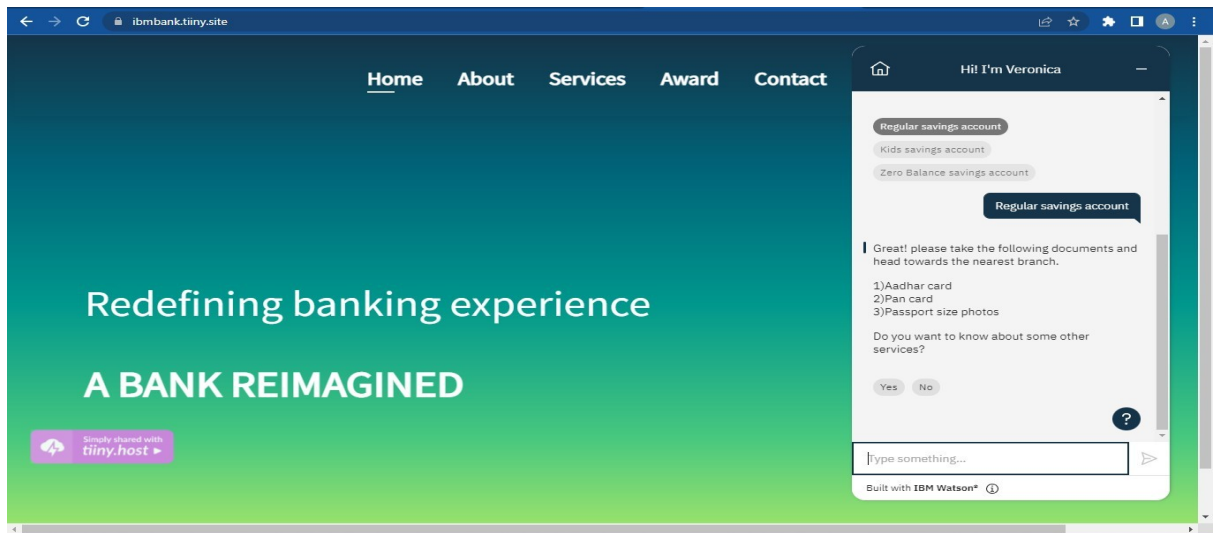 ibmbank.tiiny.site
A
Home About Services Award Contact
Redefining banking experience
A BANK REIMAGINED
Simply shared with
tiiny.host
Hi! I'm Veronica
Regular savings account
Kids savings account
Zero Balance savings account
Regular savings account
Great! please take the following documents and
head towards the nearest branch.
1)Aadhar card
2)Pan card
3)Passport size photos
Do you want to know about some other
services?
Yes No
?
Type something...
Built with IBM Watson®